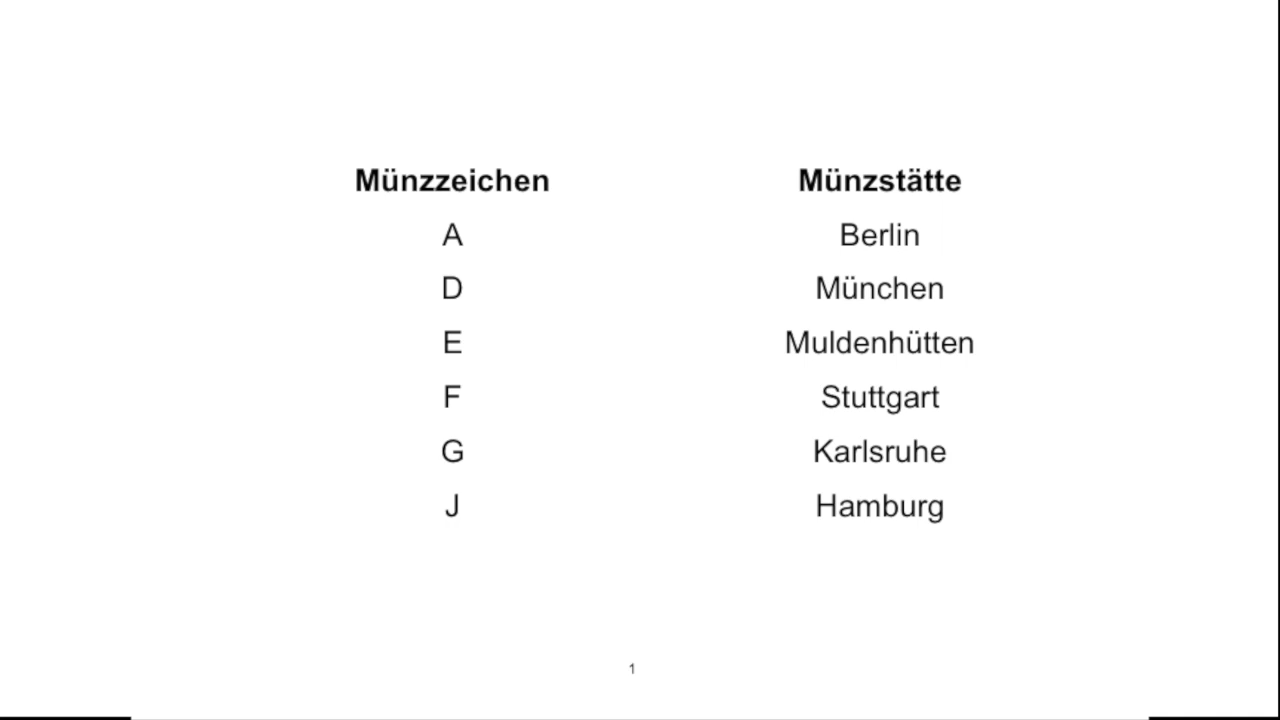 Münzzeichen Münzstätte
A Berlin
D München
E Muldenhütten
F Stuttgart
G Karlsruhe
J Hamburg
1